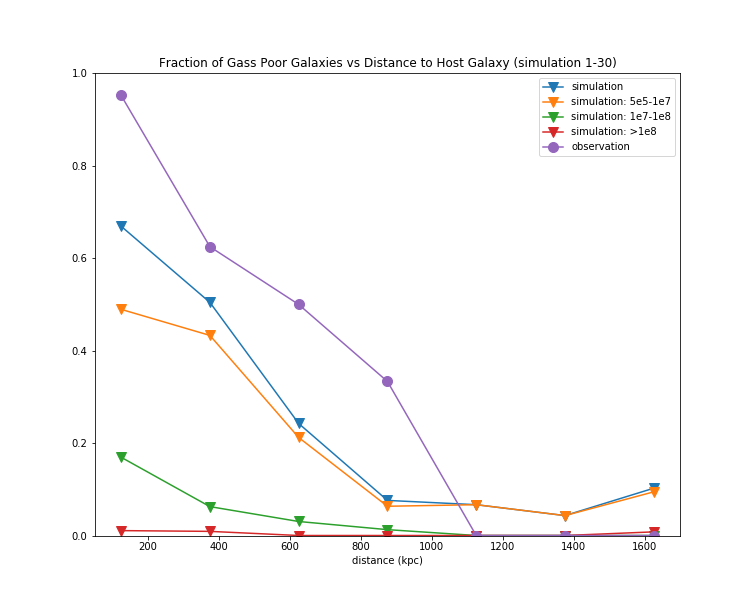 Fraction of Gass Poor Galaxies vs Distance to Host Galaxy (simulation 1-30)
simulation
simulation: 5e5-1e7
simulation: 1e7-1e8
simulation: >1e8
observation
1.0
0.8
0.6
0.4
0.2
0.0
200 400 600 800 1000 1200 1400 1600
distance (kpc)